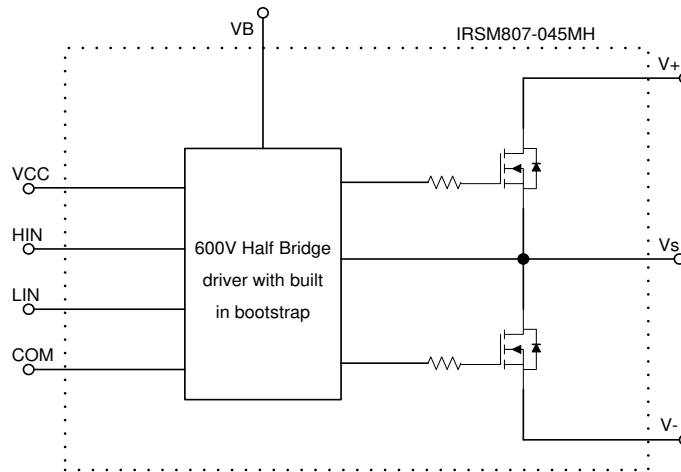 VB
IRSM807-045MH
V+
VCC
HIN
600V Half Bridge
driver with built
in bootstrap
Vs
LIN
COM
V-